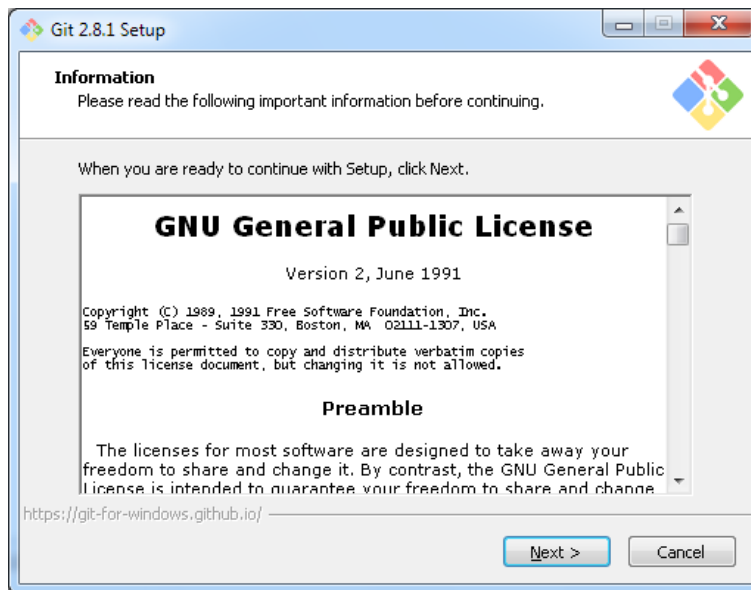 Git 2.8.1 Setup
Information
Please read the following important information before continuing.
When you are ready to continue with Setup, click Next.
GNU General Public License
Version 2, June 1991
Copyright (C) 1989, 1991 Free Software Foundation, Inc.
59 Temple Place - Suite 330, Boston, MA  02111-1307, USA
Everyone is permitted to copy and distribute verbatim copies
of this license document, but changing it is not allowed.
Preamble
The licenses for most software are designed to take away your
freedom to share and change it. By contrast, the GNU General Public
License is intended to guarantee your freedom to share and change
https://git-for-windows.github.io/
Next >
Cancel